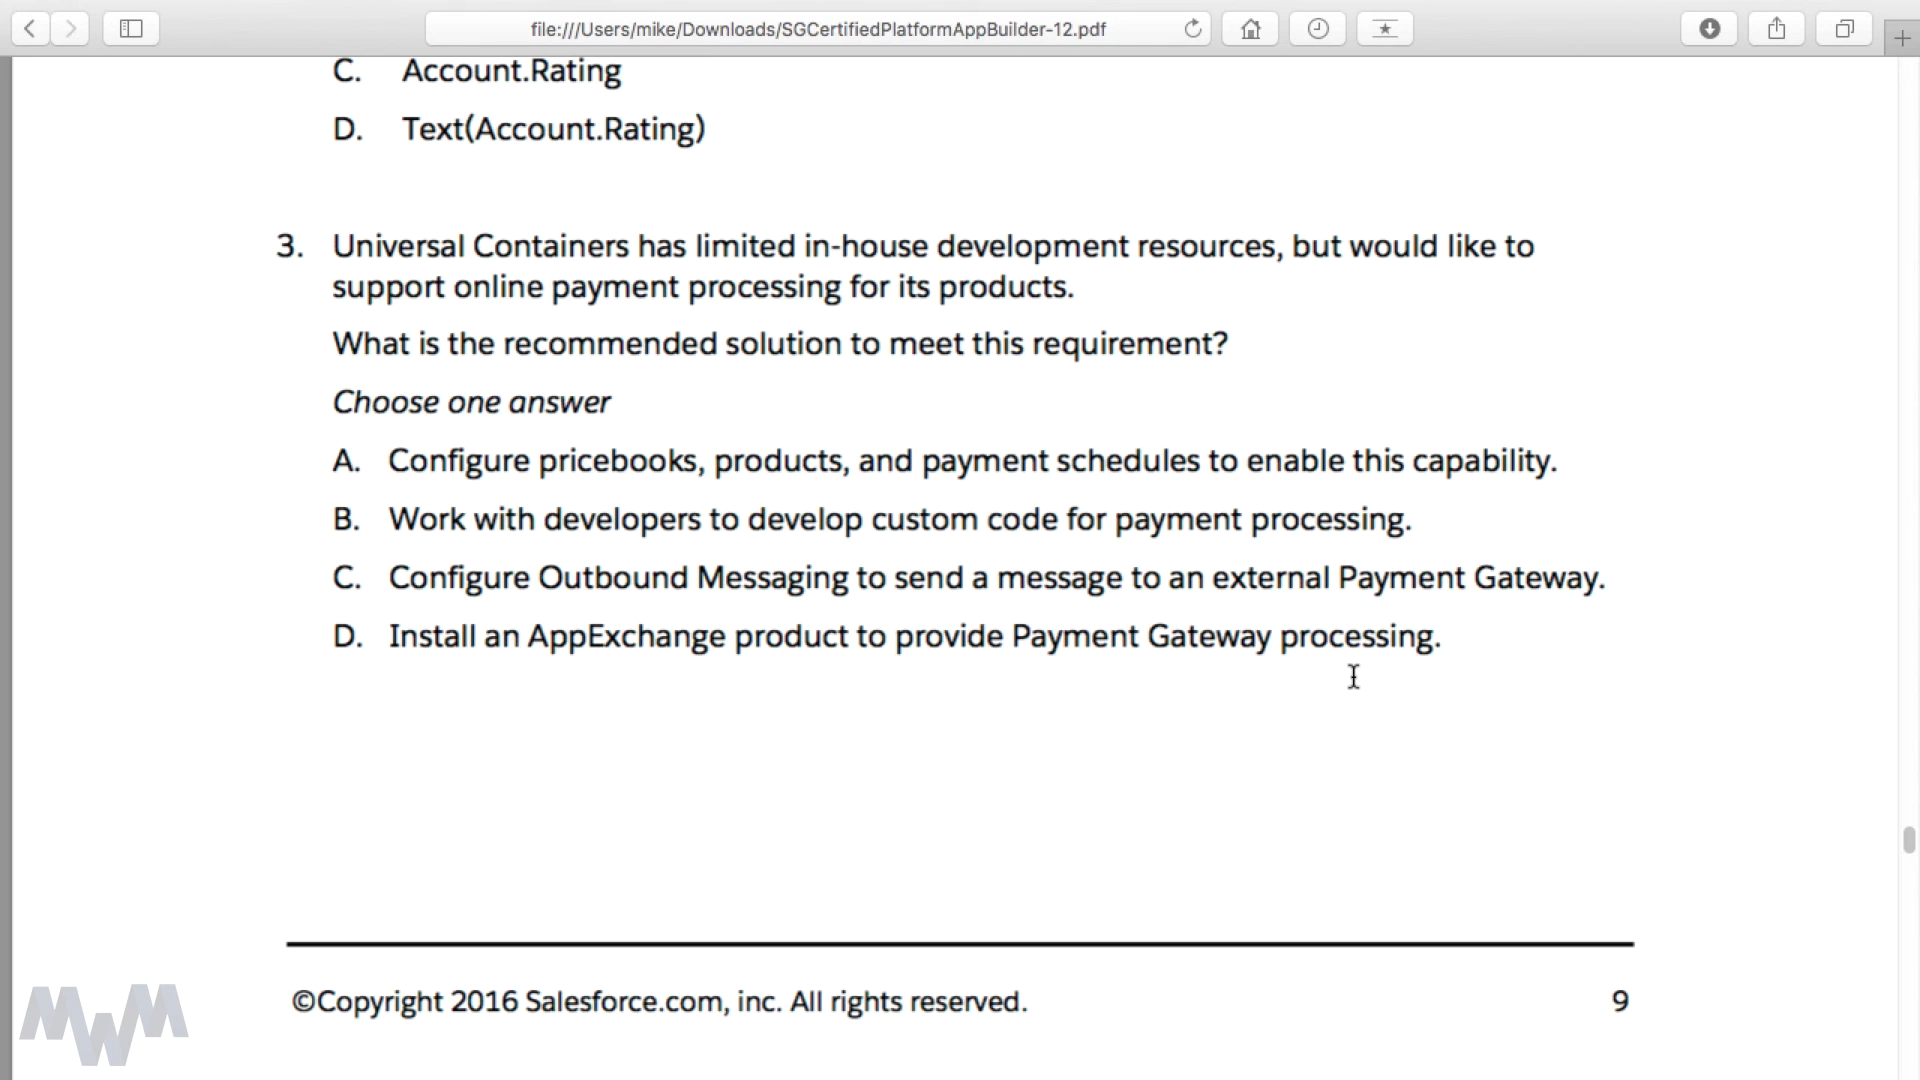 file:///Users/mike/Downloads/SGCertifiedPlatformAppBuilder-12.pdf
C. Account.Rating
D. Text(Account.Rating)
3. Universal Containers has limited in-house development resources, but would like to
support online payment processing for its products.
What is the recommended solution to meet this requirement?
Choose one answer
A. Configure pricebooks, products, and payment schedules to enable this capability.
B. Work with developers to develop custom code for payment processing.
C. Configure Outbound Messaging to send a message to an external Payment Gateway.
D. Install an AppExchange product to provide Payment Gateway processing.
©Copyright 2016 Salesforce.com, inc. All rights reserved. 9
MWM